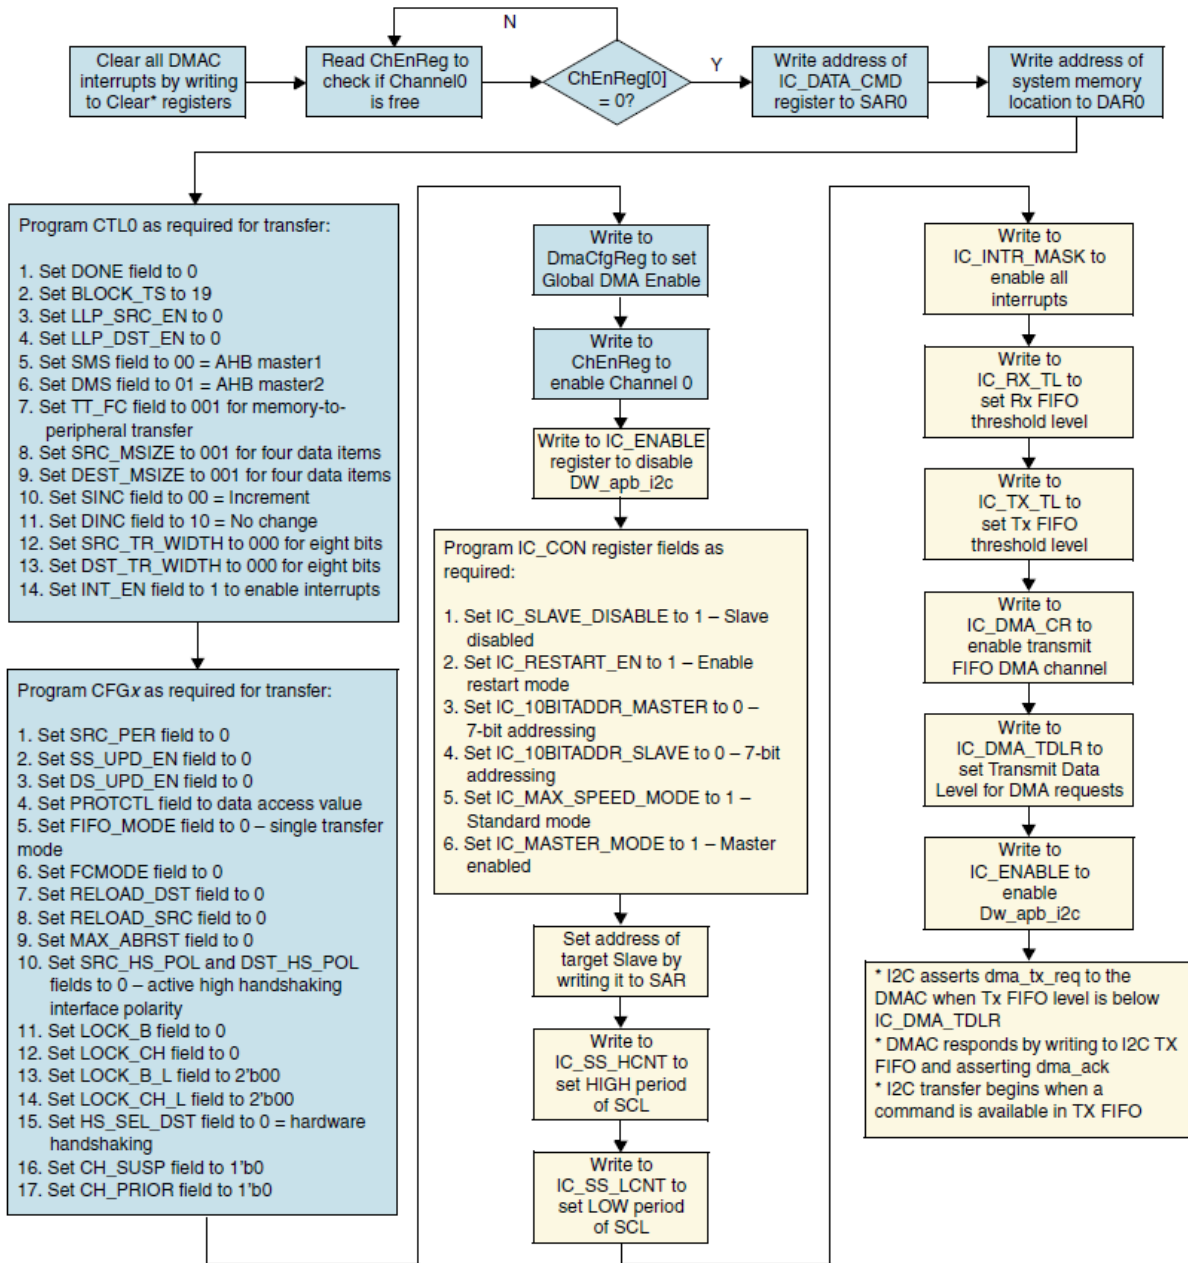 N
Clear all DMAC
interrupts by writing
to Clear* registers
Read ChEnReg to
check if Channel0
is free
ChEnReg[0]
= 0?
Y
Write address of
IC_DATA_CMD
register to SAR0
Write address of
system memory
location to DAR0
Program CTL0 as required for transfer:
1. Set DONE field to 0
2. Set BLOCK_TS to 19
3. Set LLP_SRC_EN to 0
4. Set LLP_DST_EN to 0
5. Set SMS field to 00 = AHB master1
6. Set DMS field to 01 = AHB master2
7. Set TT_FC field to 001 for memory-to-
peripheral transfer
8. Set SRC_MSIZE to 001 for four data items
9. Set DEST_MSIZE to 001 for four data items
10. Set SINC field to 00 = Increment
11. Set DINC field to 10 = No change
12. Set SRC_TR_WIDTH to 000 for eight bits
13. Set DST_TR_WIDTH to 000 for eight bits
14. Set INT_EN field to 1 to enable interrupts
Program CFGx as required for transfer:
1. Set SRC_PER field to 0
2. Set SS_UPD_EN field to 0
3. Set DS_UPD_EN field to 0
4. Set PROTCTL field to data access value
5. Set FIFO_MODE field to 0 – single transfer
mode
6. Set FCMODE field to 0
7. Set RELOAD_DST field to 0
8. Set RELOAD_SRC field to 0
9. Set MAX_ABRST field to 0
10. Set SRC_HS_POL and DST_HS_POL
fields to 0 – active high handshaking
interface polarity
11. Set LOCK_B field to 0
12. Set LOCK_CH field to 0
13. Set LOCK_B_L field to 2'b00
14. Set LOCK_CH_L field to 2'b00
15. Set HS_SEL_DST field to 0 = hardware
handshaking
16. Set CH_SUSP field to 1'b0
17. Set CH_PRIOR field to 1'b0
Write to
DmaCfgReg to set
Global DMA Enable
Write to
ChEnReg to
enable Channel 0
Write to IC_ENABLE
register to disable
DW_apb_i2c
Program IC_CON register fields as
required:
1. Set IC_SLAVE_DISABLE to 1 – Slave
disabled
2. Set IC_RESTART_EN to 1 – Enable
restart mode
3. Set IC_10BITADDR_MASTER to 0 –
7-bit addressing
4. Set IC_10BITADDR_SLAVE to 0 – 7-bit
addressing
5. Set IC_MAX_SPEED_MODE to 1 –
Standard mode
6. Set IC_MASTER_MODE to 1 – Master
enabled
Set address of
target Slave by
writing it to SAR
Write to
IC_SS_HCNT to
set HIGH period
of SCL
Write to
IC_SS_LCNT to
set LOW period
of SCL
Write to
IC_INTR_MASK to
enable all
interrupts
Write to
IC_RX_TL to
set Rx FIFO
threshold level
Write to
IC_TX_TL to
set Tx FIFO
threshold level
Write to
IC_DMA_CR to
enable transmit
FIFO DMA channel
Write to
IC_DMA_TDLR to
set Transmit Data
Level for DMA requests
Write to
IC_ENABLE to
enable
Dw_apb_i2c
* I2C asserts dma_tx_req to the
DMAC when Tx FIFO level is below
IC_DMA_TDLR
* DMAC responds by writing to I2C TX
FIFO and asserting dma_ack
* I2C transfer begins when a
command is available in TX FIFO